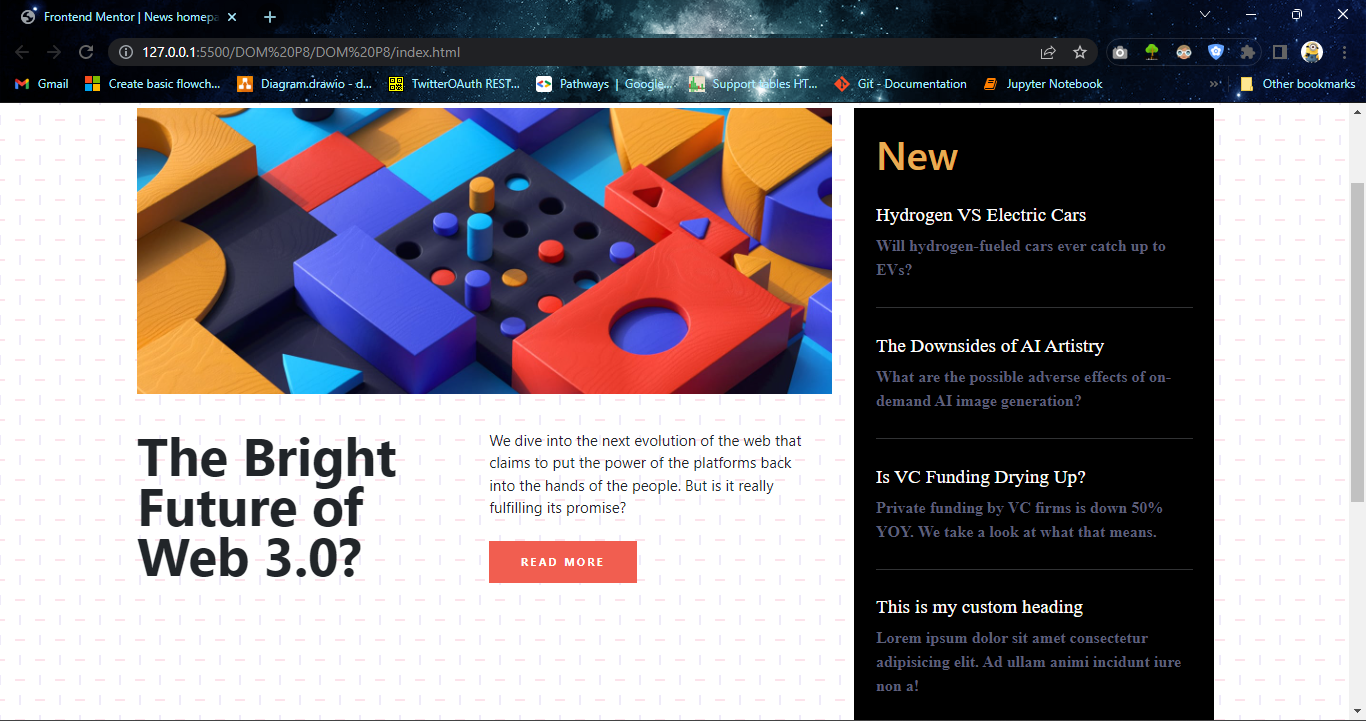 Frontend Mentor | News homepa
127.0.0.1:5500/DOM%20P8/DOM%20P8/index.html
Gmail
Create basic flowch...
Diagram.drawio - d...
TwitterOAuth REST...
Pathways | Google...
Support tables HT...
Git - Documentation
Jupyter Notebook
Other bookmarks
The Bright
Future of
Web 3.0?
We dive into the next evolution of the web that
claims to put the power of the platforms back
into the hands of the people. But is it really
fulfilling its promise?
READ MORE
New
Hydrogen VS Electric Cars
Will hydrogen-fueled cars ever catch up to
EVs?
The Downsides of AI Artistry
What are the possible adverse effects of on-
demand AI image generation?
Is VC Funding Drying Up?
Private funding by VC firms is down 50%
YOY. We take a look at what that means.
This is my custom heading
Lorem ipsum dolor sit amet consectetur
adipisicing elit. Ad ullam animi incidunt iure
non a!